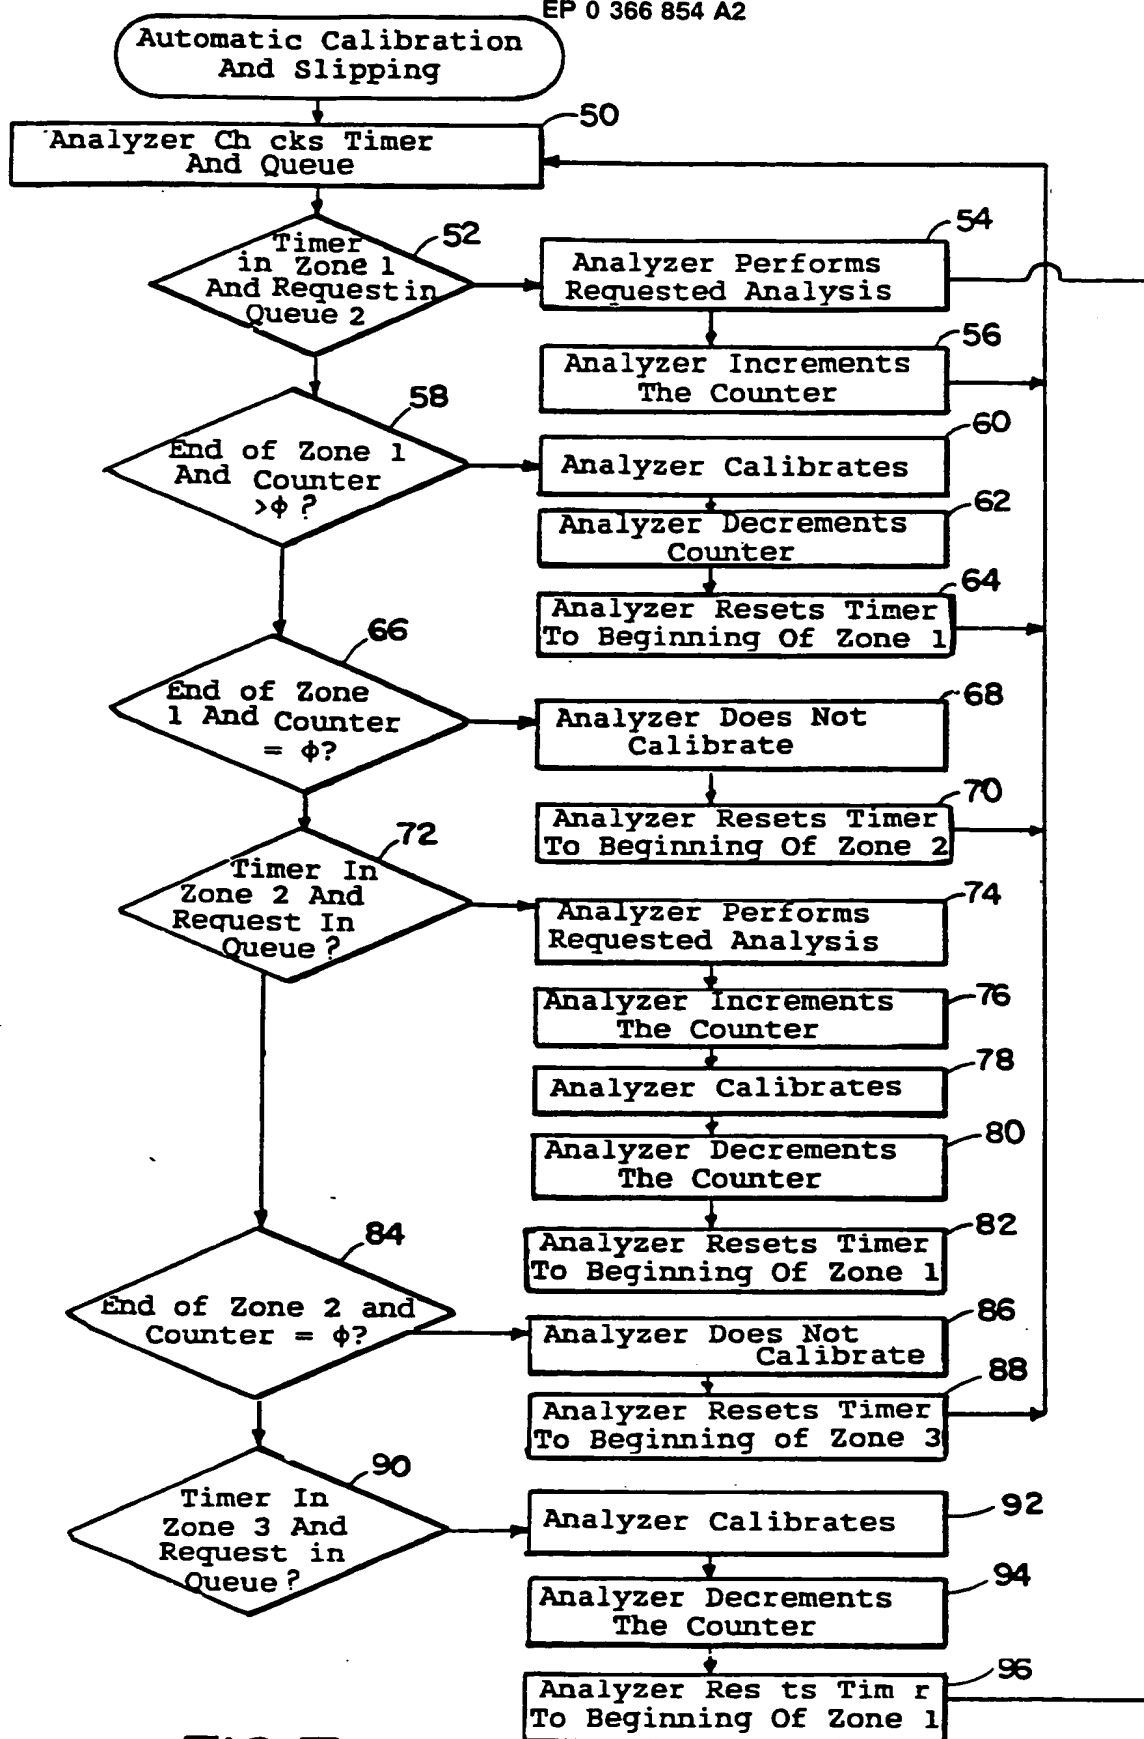 EP 0 366 854 A2
Automatic Calibration
And Slipping
50
Analyzer Ch cks Timer
And Queue
52
Timer
in Zone 1
And Request in
Queue 2
54
Analyzer Performs
Requested Analysis
56
Analyzer Increments
The Counter
58
End of Zone 1
And Counter
>ϕ ?
60
Analyzer Calibrates
62
Analyzer Decrements
Counter
64
Analyzer Resets Timer
To Beginning Of Zone 1
66
End of Zone
1 And Counter
= ϕ?
68
Analyzer Does Not
Calibrate
70
Analyzer Resets Timer
To Beginning Of Zone 2
72
Timer In
Zone 2 And
Request In
Queue ?
74
Analyzer Performs
Requested Analysis
76
Analyzer Increments
The Counter
78
Analyzer Calibrates
80
Analyzer Decrements
The Counter
82
Analyzer Resets Timer
To Beginning Of Zone 1
84
End of Zone 2 and
Counter = ϕ?
86
Analyzer Does Not
Calibrate
88
Analyzer Resets Timer
To Beginning of Zone 3
90
Timer In
Zone 3 And
Request in
Queue ?
92
Analyzer Calibrates
94
Analyzer Decrements
The Counter
96
Analyzer Res ts Tim r
To Beginning Of Zone 1